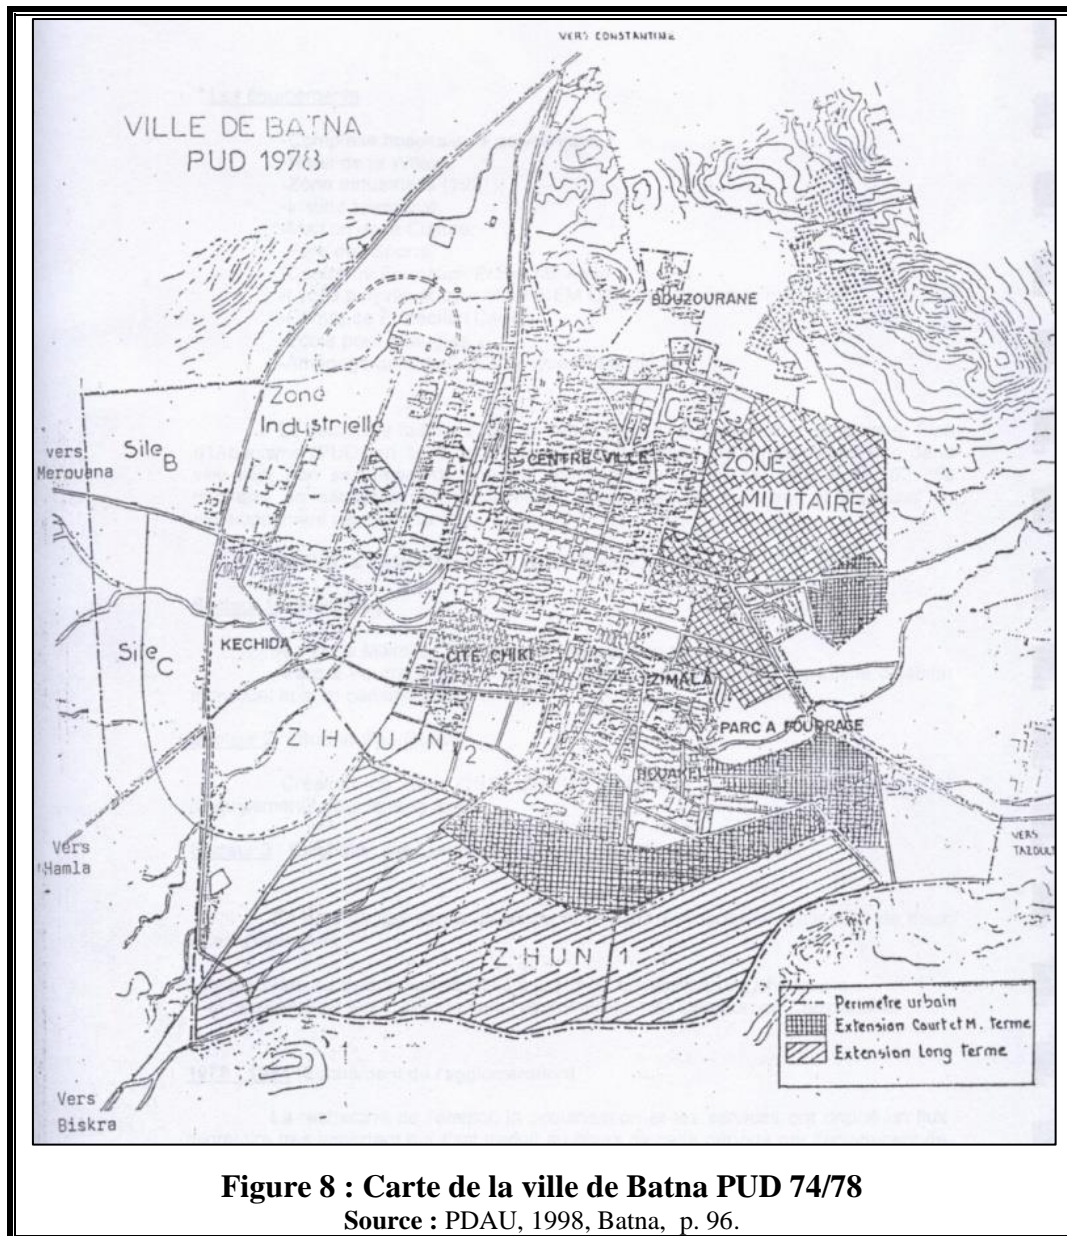 VERS CONSTANTINE
VILLE DE BATNA
PUD 1978
BOUZOURANE
Zone
Industrielle
Site B
vers
Merouana
CENTRE VILLE
ZONE
MILITAIRE
KECHIDA
Site C
CITE CHIKI
ZIMALA
PARC A FOURRAGE
Z H U N 2
BOUAKEL
Vers
Hamla
VERS
TAZOULT
Z HUN 1
Perimetre urbain
Extension Court et M. Terme
Extension Long Terme
Vers
Biskra
Figure 8 : Carte de la ville de Batna PUD 74/78
Source : PDAU, 1998, Batna, p. 96.